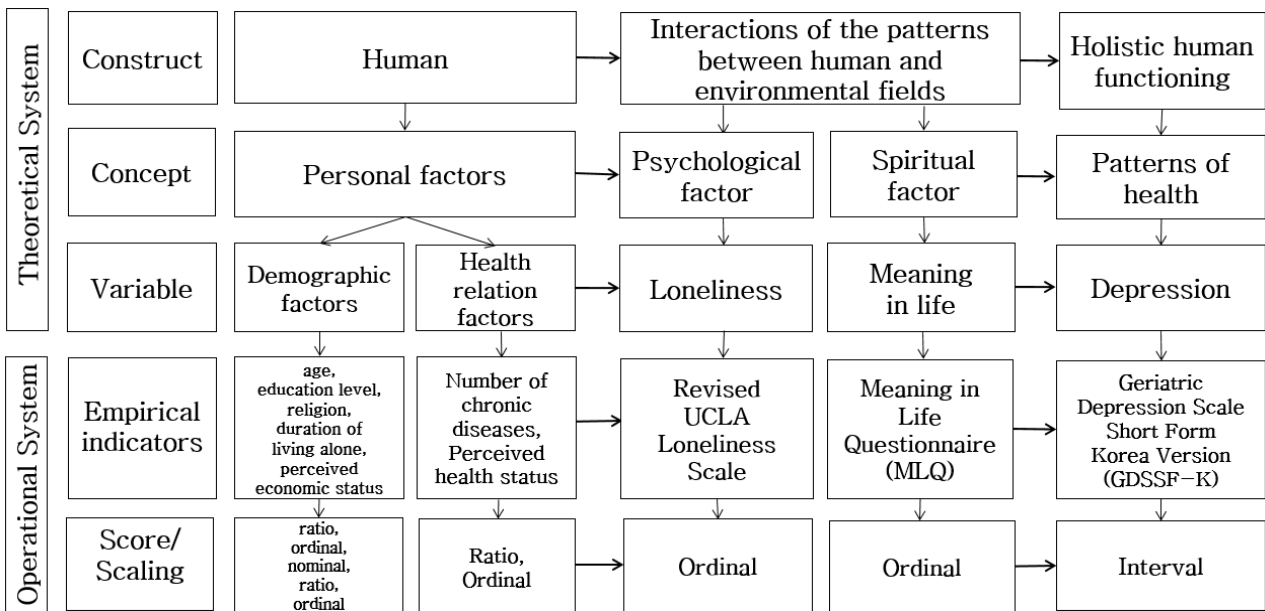 Theoretical System
Construct
Human
Interactions of the patterns
between human and
environmental fields
Holistic human
functioning
Concept
Personal factors
Psychological
factor
Spiritual
factor
Patterns of
health
Variable
Demographic
factors
Health
relation
factors
Loneliness
Meaning
in life
Depression
Operational System
Empirical
indicators
age,
education level,
religion,
duration of
living alone,
perceived
economic status
Number of
chronic
diseases,
Perceived
health status
Revised
UCLA
Loneliness
Scale
Meaning in
Life
Questionnaire
(MLQ)
Geriatric
Depression Scale
Short Form
Korea Version
(GDSSF-K)
Score/
Scaling
ratio,
ordinal,
nominal,
ratio,
ordinal
Ratio,
Ordinal
Ordinal
Ordinal
Interval